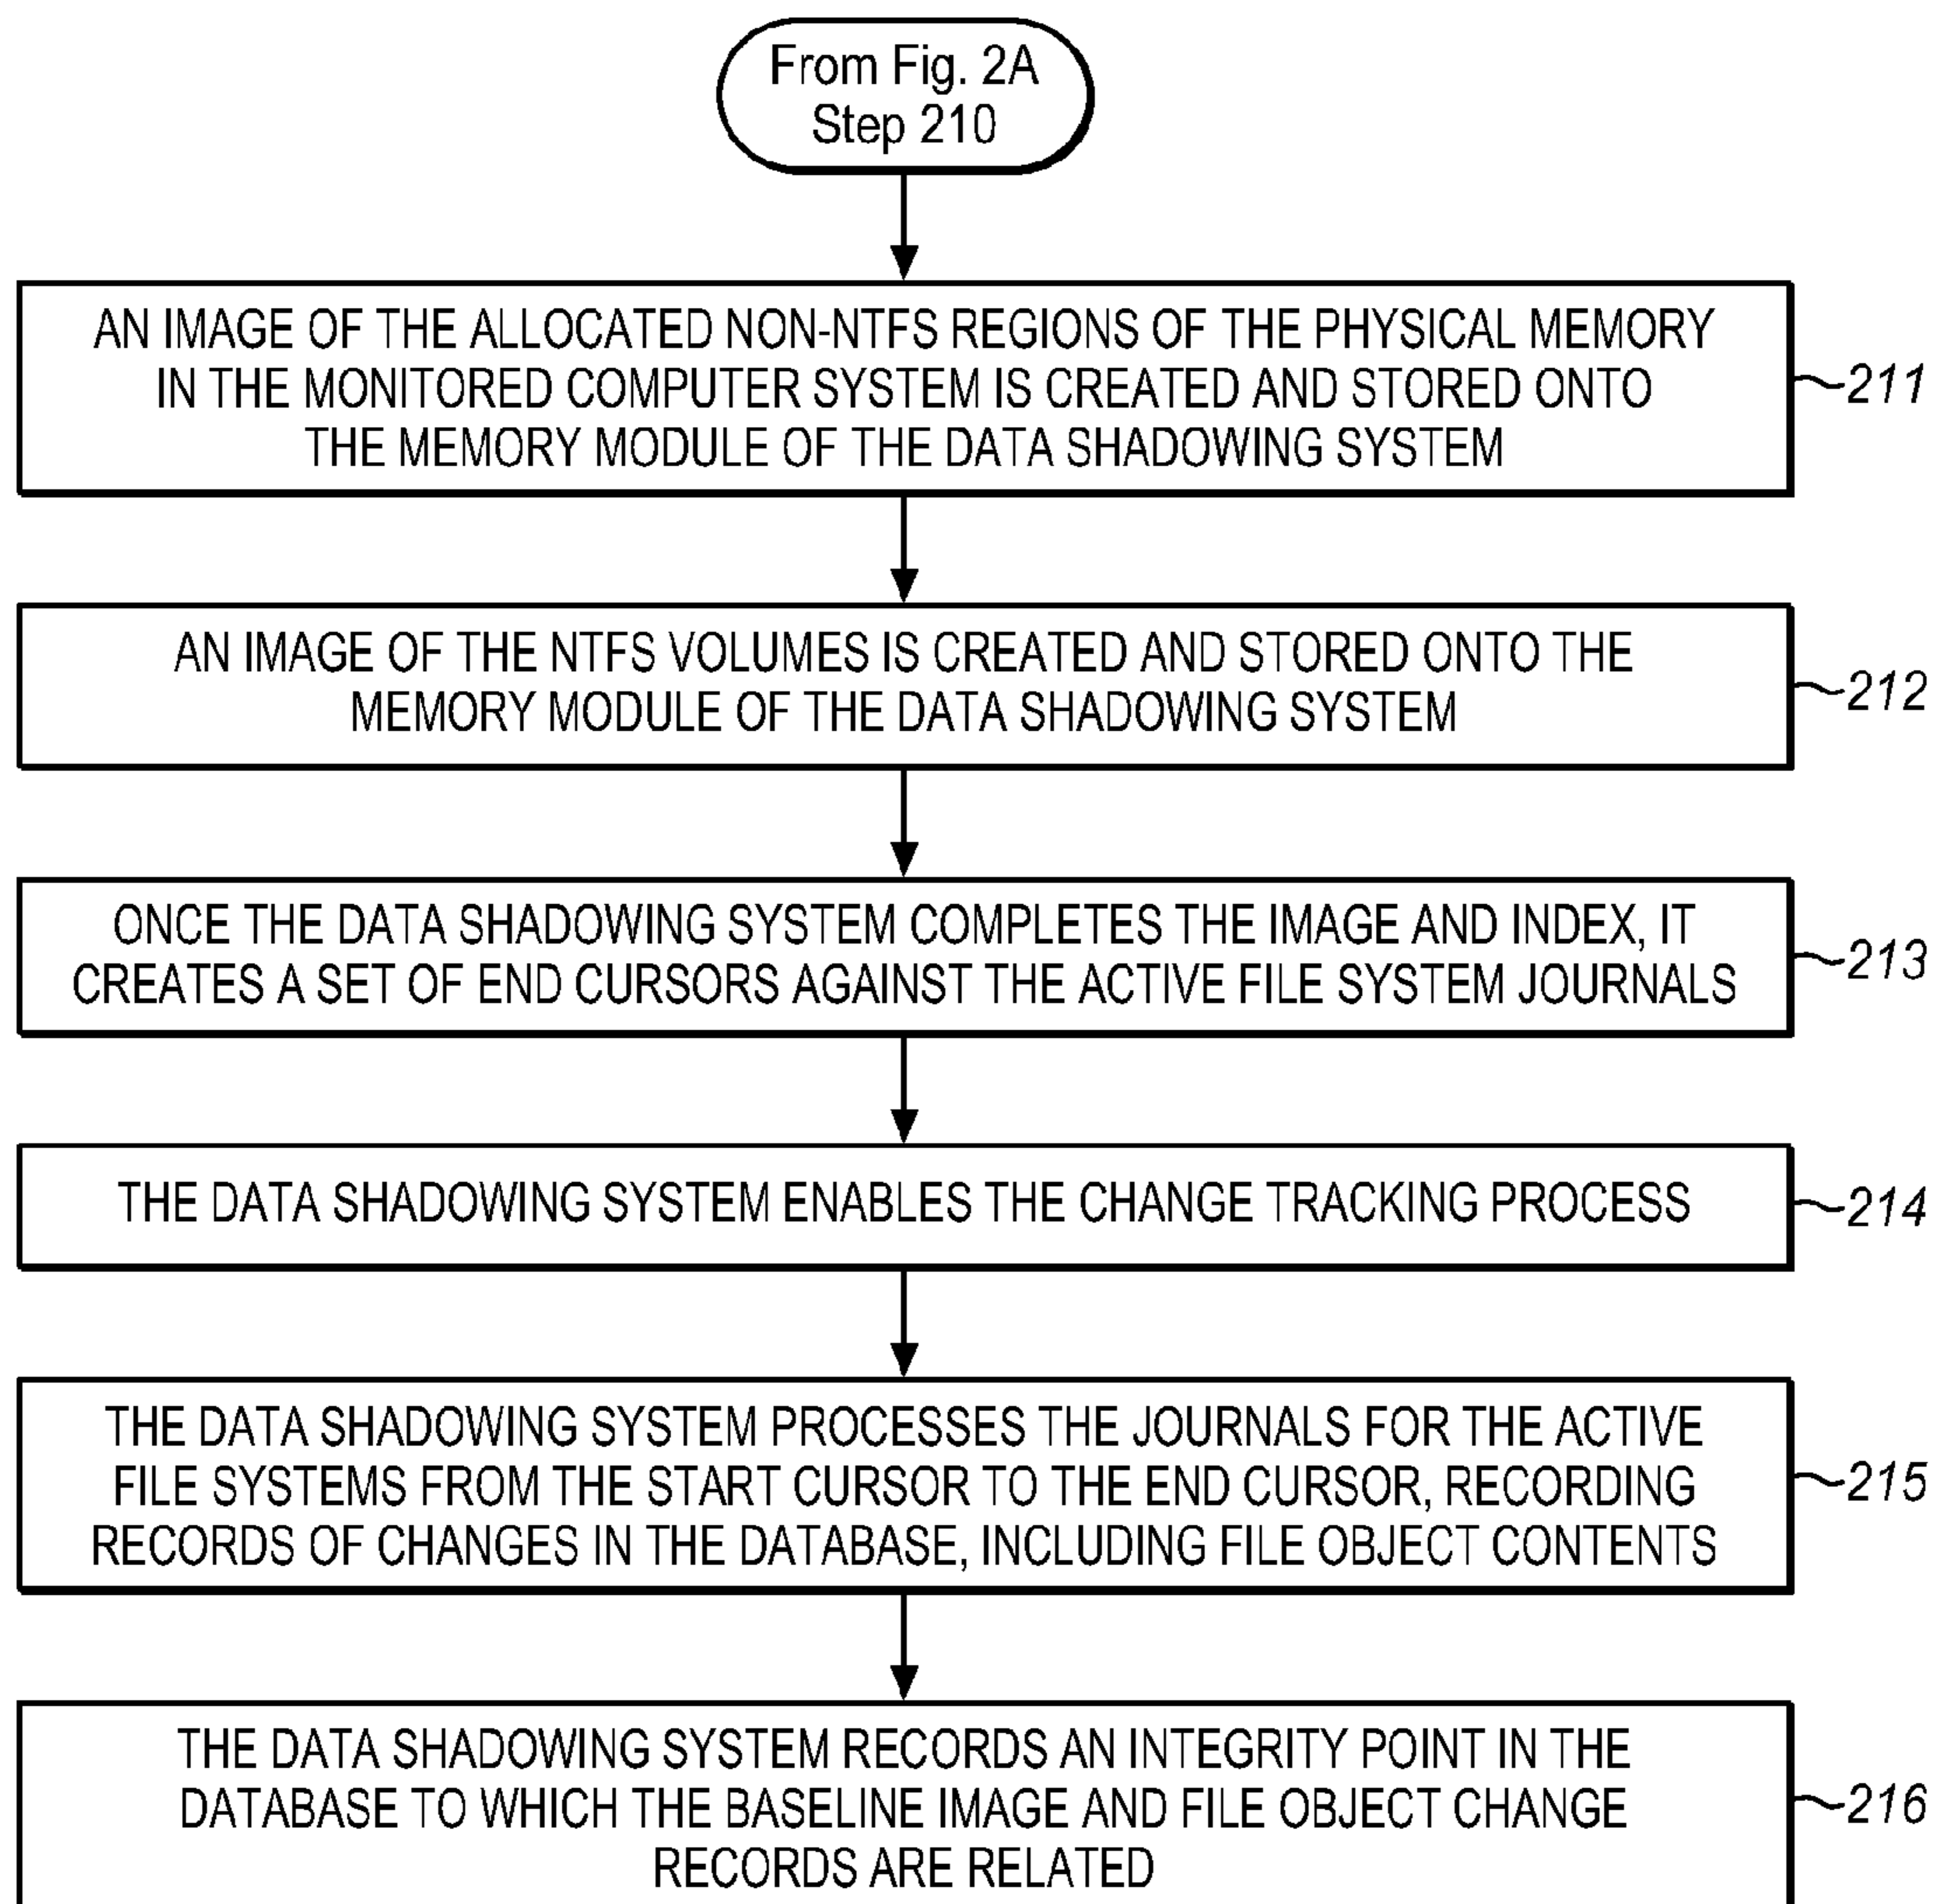 From Fig. 2A
Step 210
AN IMAGE OF THE ALLOCATED NON-NTFS REGIONS OF THE PHYSICAL MEMORY
IN THE MONITORED COMPUTER SYSTEM IS CREATED AND STORED ONTO
THE MEMORY MODULE OF THE DATA SHADOWING SYSTEM
211
AN IMAGE OF THE NTFS VOLUMES IS CREATED AND STORED ONTO THE
MEMORY MODULE OF THE DATA SHADOWING SYSTEM
212
ONCE THE DATA SHADOWING SYSTEM COMPLETES THE IMAGE AND INDEX, IT
CREATES A SET OF END CURSORS AGAINST THE ACTIVE FILE SYSTEM JOURNALS
213
THE DATA SHADOWING SYSTEM ENABLES THE CHANGE TRACKING PROCESS
214
THE DATA SHADOWING SYSTEM PROCESSES THE JOURNALS FOR THE ACTIVE
FILE SYSTEMS FROM THE START CURSOR TO THE END CURSOR, RECORDING
RECORDS OF CHANGES IN THE DATABASE, INCLUDING FILE OBJECT CONTENTS
215
THE DATA SHADOWING SYSTEM RECORDS AN INTEGRITY POINT IN THE
DATABASE TO WHICH THE BASELINE IMAGE AND FILE OBJECT CHANGE
RECORDS ARE RELATED
216